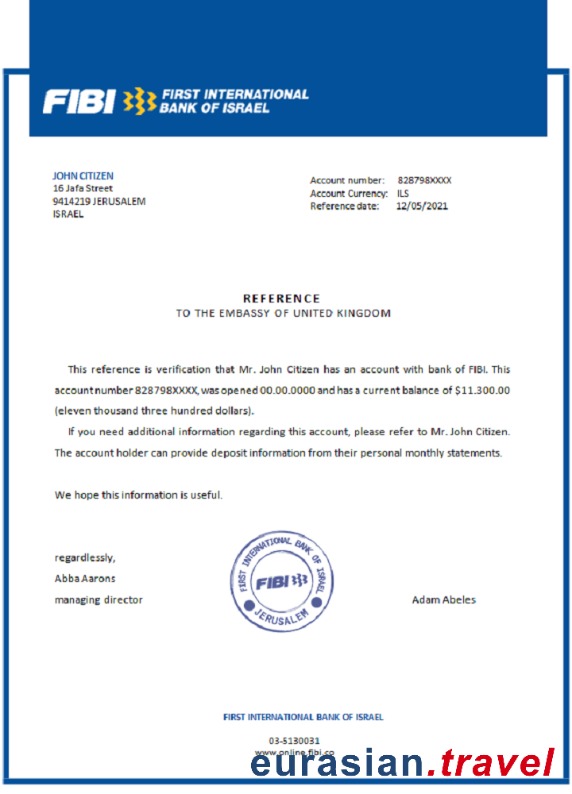 FIBI FIRST INTERNATIONAL
BANK OF ISRAEL
JOHN CITIZEN
16 Jafa Street
9414219 JERUSALEM
ISRAEL
Account number: 828798XXXX
Account Currency: ILS
Reference date: 12/05/2021
REFERENCE
TO THE EMBASSY OF UNITED KINGDOM
This reference is verification that Mr. John Citizen has an account with bank of FIBI. This
account number 828798XXXX, was opened 00.00.0000 and has a current balance of $11.300.00
(eleven thousand three hundred dollars).
If you need additional information regarding this account, please refer to Mr. John Citizen.
The account holder can provide deposit information from their personal monthly statements.
We hope this information is useful.
regardlessly,
Abba Aarons
managing director
FIRST INTERNATIONAL BANK OF ISRAEL
FIBI
JERUSALEM
Adam Abeles
FIRST INTERNATIONAL BANK OF ISRAEL
03-5130031
www.online.fibi.co
eurasian.travel